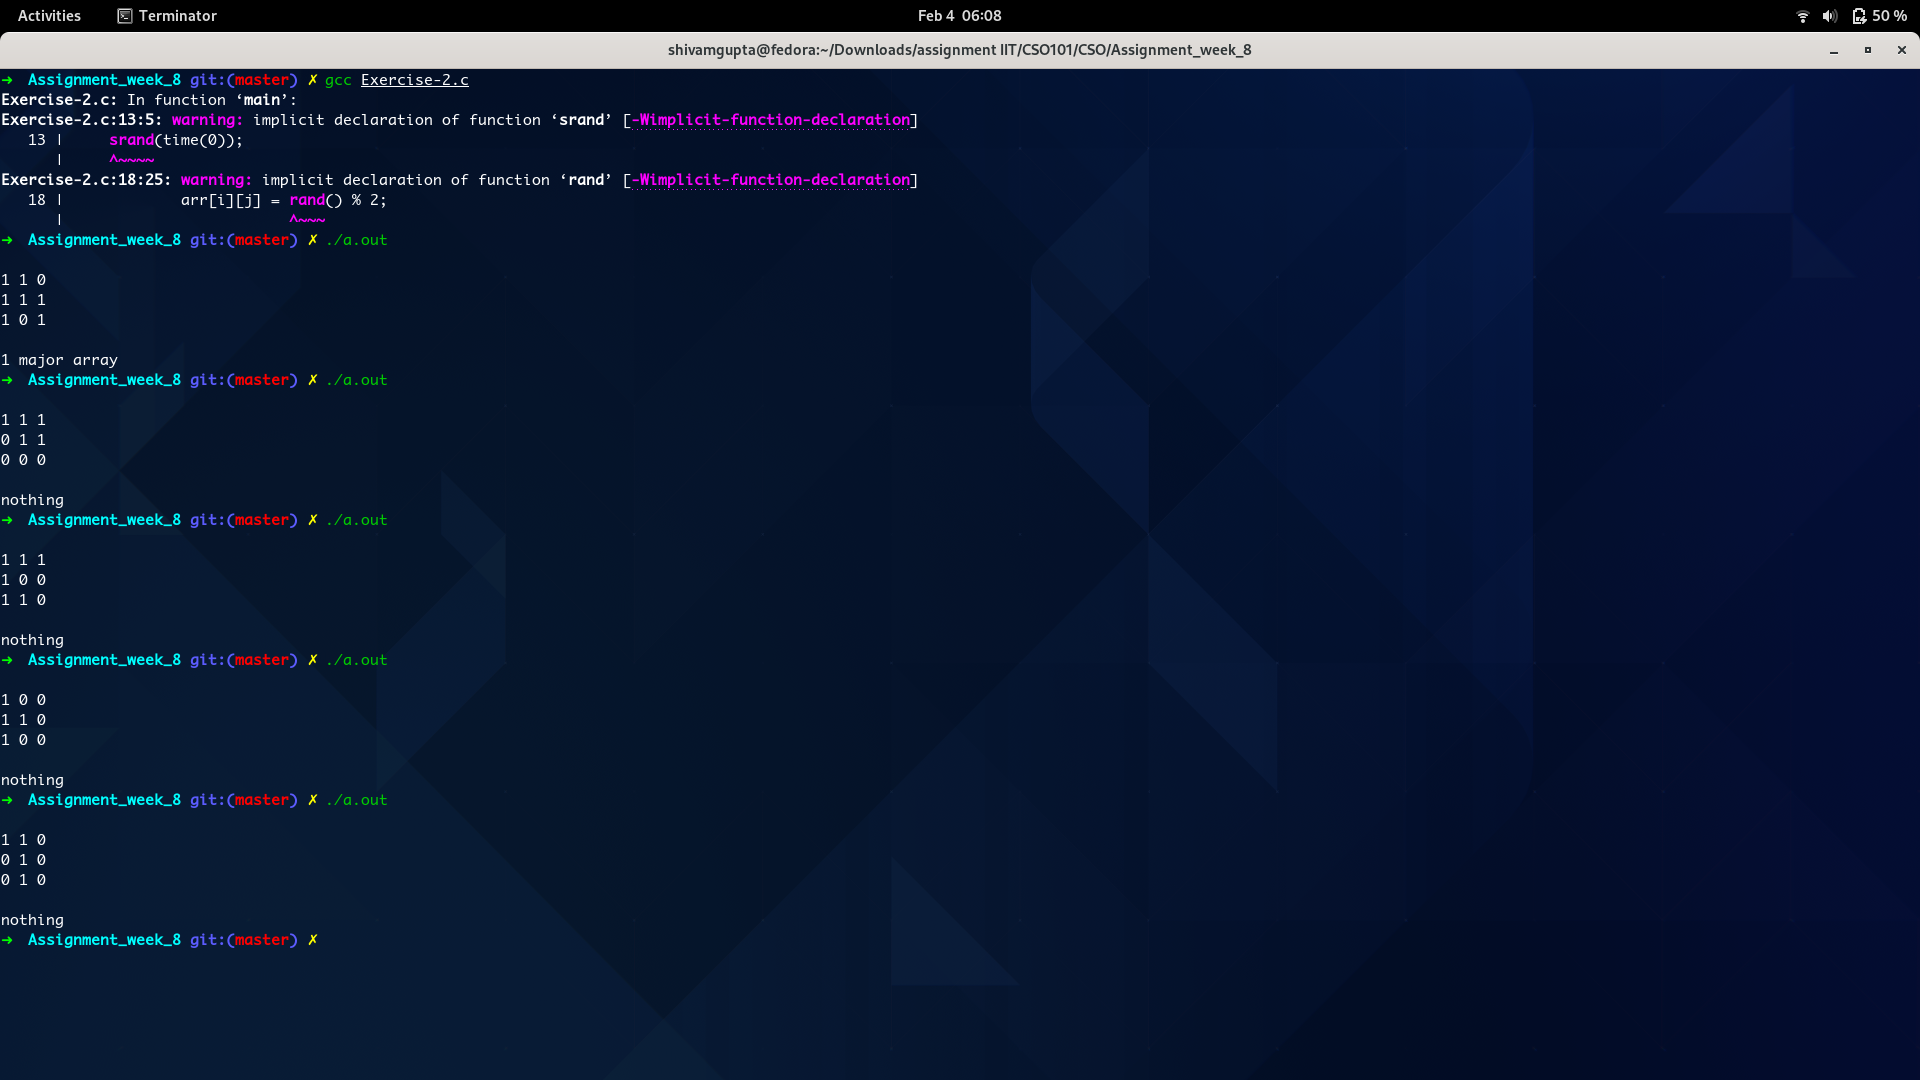 Activities Terminator Feb 4 06:08 50 %
shivamgupta@fedora:~/Downloads/assignment IIT/CSO101/CSO/Assignment_week_8
➜ Assignment_week_8 git:(master) ✗ gcc Exercise-2.c
Exercise-2.c: In function ‘main’:
Exercise-2.c:13:5: warning: implicit declaration of function ‘srand’ [-Wimplicit-function-declaration]
   13 |     srand(time(0));
      |     ^~~~~
Exercise-2.c:18:25: warning: implicit declaration of function ‘rand’ [-Wimplicit-function-declaration]
   18 |             arr[i][j] = rand() % 2;
      |                         ^~~~
➜ Assignment_week_8 git:(master) ✗ ./a.out
1 1 0
1 1 1
1 0 1
1 major array
➜ Assignment_week_8 git:(master) ✗ ./a.out
1 1 1
0 1 1
0 0 0
nothing
➜ Assignment_week_8 git:(master) ✗ ./a.out
1 1 1
1 0 0
1 1 0
nothing
➜ Assignment_week_8 git:(master) ✗ ./a.out
1 0 0
1 1 0
1 0 0
nothing
➜ Assignment_week_8 git:(master) ✗ ./a.out
1 1 0
0 1 0
0 1 0
nothing
➜ Assignment_week_8 git:(master) ✗